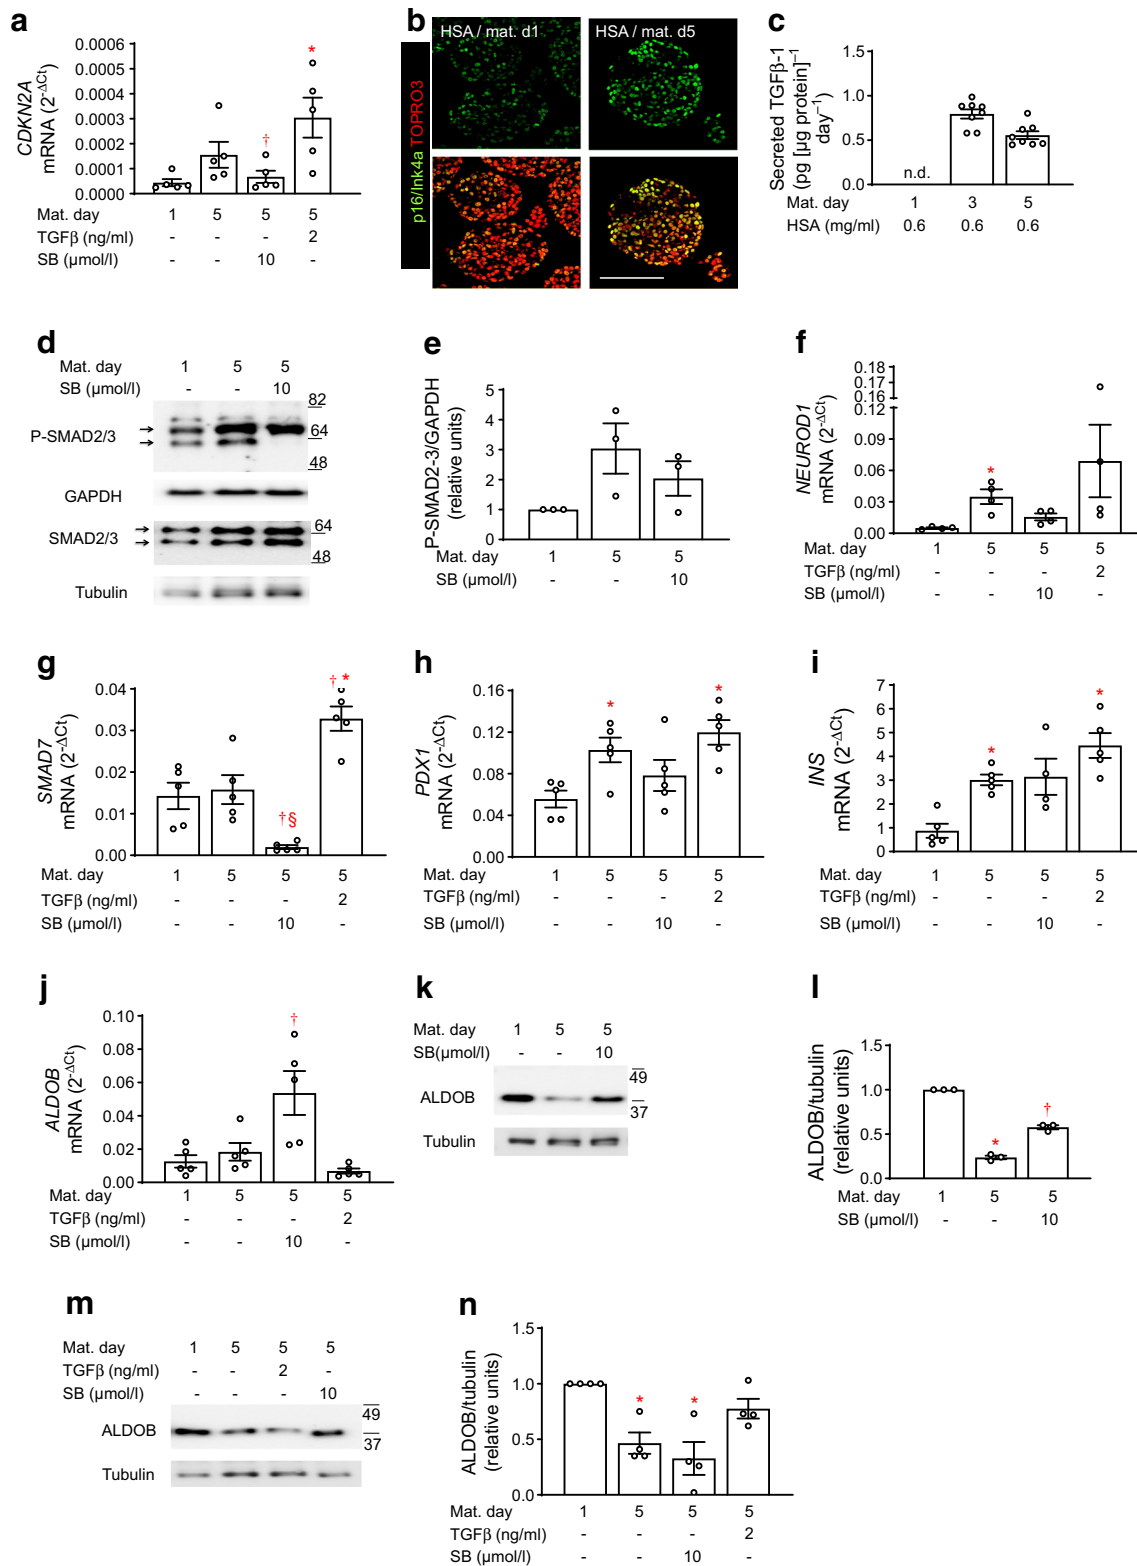 a
CDKN2A
mRNA (2-ΔCt)
0.0006
0.0005
0.0004
0.0003
0.0002
0.0001
0.0000
†
*
Mat. day 1 5 5 5
TGFβ (ng/ml) - - - 2
SB (µmol/l) - - 10 -
b
HSA / mat. d1
HSA / mat. d5
p16/Ink4a TOPRO3
c
Secreted TGFβ-1
(pg [µg protein]–1
day–1)
1.5
1.0
0.5
0.0
n.d.
Mat. day 1 3 5
HSA (mg/ml) 0.6 0.6 0.6
d
Mat. day 1 5 5
SB (µmol/l) - - 10
82
P-SMAD2/3
64
48
GAPDH
SMAD2/3
64
48
Tubulin
e
P-SMAD2-3/GAPDH
(relative units)
5
4
3
2
1
0
Mat. day 1 5 5
SB (µmol/l) - - 10
f
NEUROD1
mRNA (2-ΔCt)
0.18
0.16
0.12
0.09
0.06
0.03
0.00
*
Mat. day 1 5 5 5
TGFβ (ng/ml) - - - 2
SB (µmol/l) - - 10 -
g
SMAD7
mRNA (2-ΔCt)
0.04
0.03
0.02
0.01
0.00
†§
† *
Mat. day 1 5 5 5
TGFβ (ng/ml) - - - 2
SB (µmol/l) - - 10 -
h
PDX1
mRNA (2-ΔCt)
0.16
0.12
0.08
0.04
0.00
*
*
Mat. day 1 5 5 5
TGFβ (ng/ml) - - - 2
SB (µmol/l) - - 10 -
i
INS
mRNA (2-ΔCt)
7
6
5
4
3
2
1
0
*
*
Mat. day 1 5 5 5
TGFβ (ng/ml) - - - 2
SB (µmol/l) - - 10 -
j
ALDOB
mRNA (2-ΔCt)
0.10
0.08
0.06
0.04
0.02
0.00
†
Mat. day 1 5 5 5
TGFβ (ng/ml) - - - 2
SB (µmol/l) - - 10 -
k
Mat. day 1 5 5
SB(µmol/l) - - 10
49
ALDOB
37
Tubulin
l
ALDOB/tubulin
(relative units)
1.5
1.0
0.5
0.0
*
†
Mat. day 1 5 5
SB (µmol/l) - - 10
m
Mat. day 1 5 5 5
TGFβ (ng/ml) - - 2 -
SB (µmol/l) - - - 10
49
ALDOB
37
Tubulin
n
ALDOB/tubulin
(relative units)
1.5
1.0
0.5
0.0
*
*
Mat. day 1 5 5 5
TGFβ (ng/ml) - - - 2
SB (µmol/l) - - 10 -